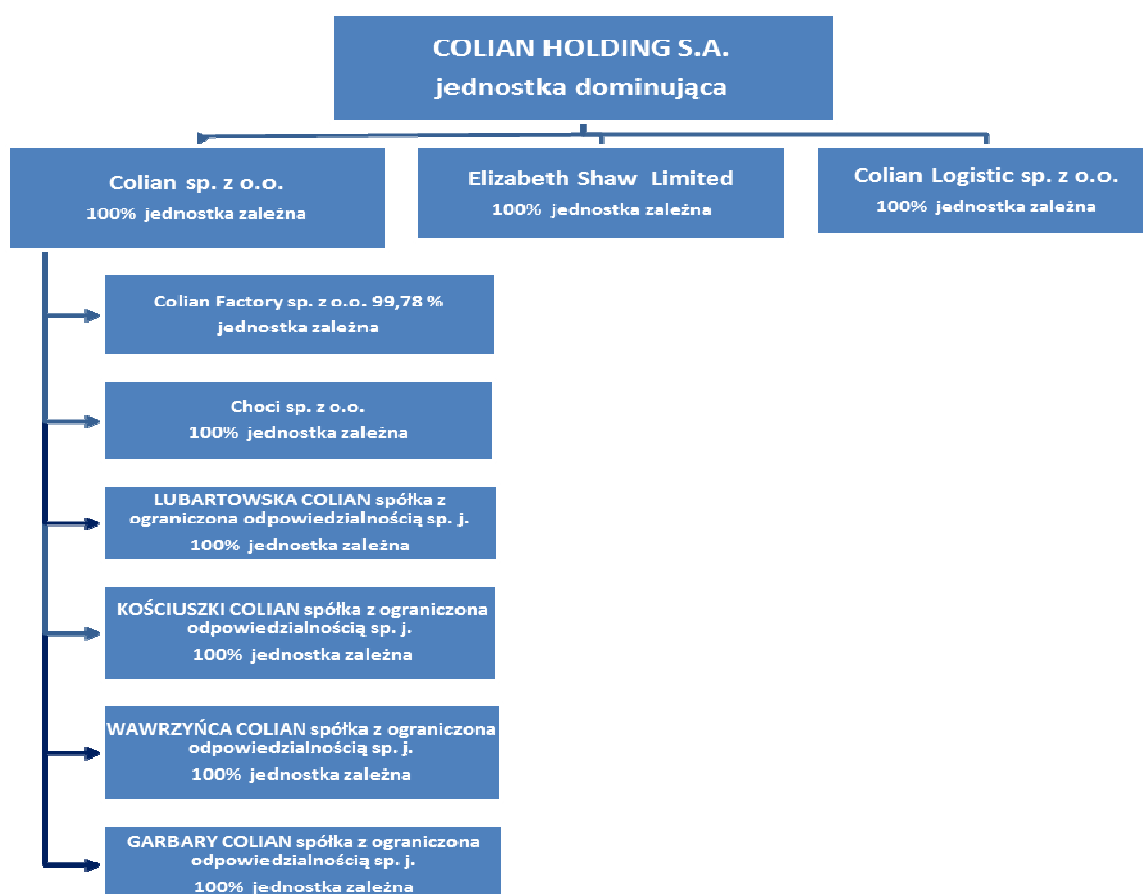 COLIAN HOLDING S.A.
jednostka dominująca
Colian sp. z o.o.
100% jednostka zależna
Elizabeth Shaw Limited
100% jednostka zależna
Colian Logistic sp. z o.o.
100% jednostka zależna
Colian Factory sp. z o.o. 99,78 %
jednostka zależna
Choci sp. z o.o.
100% jednostka zależna
LUBARTOWSKA COLIAN spółka z
ograniczona odpowiedzialnością sp. j.
100% jednostka zależna
KOŚCIUSZKI COLIAN spółka z ograniczona
odpowiedzialnością sp. j.
100% jednostka zależna
WAWRZYŃCA COLIAN spółka z ograniczona
odpowiedzialnością sp. j.
100% jednostka zależna
GARBARY COLIAN spółka z ograniczona
odpowiedzialnością sp. j.
100% jednostka zależna